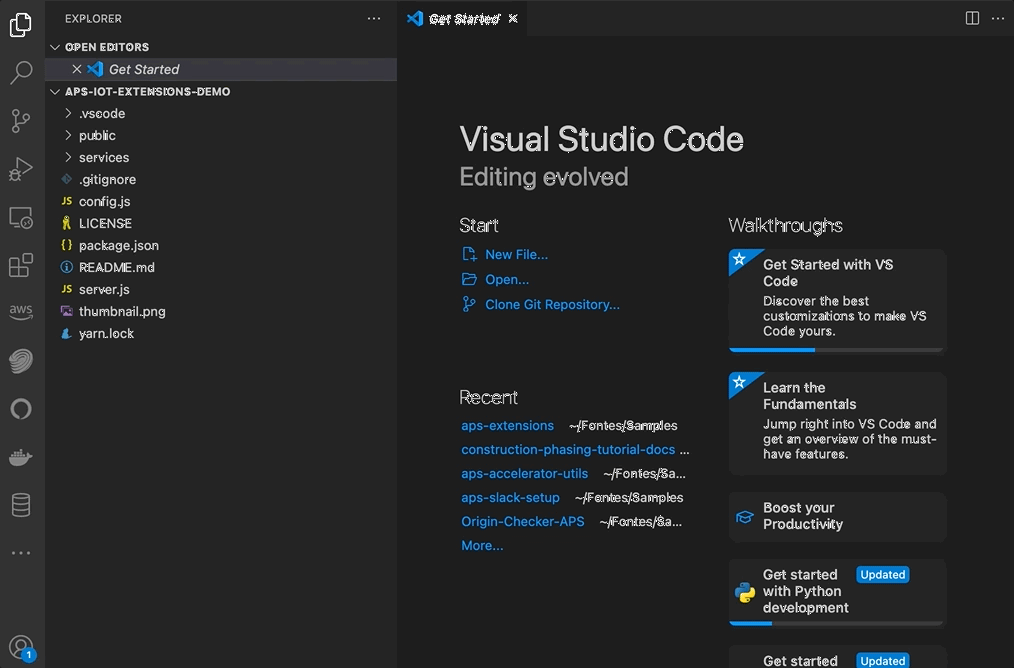 EXPLORER
Get Started
OPEN EDITORS
Get Started
APS-IOT-EXTENSIONS-DEMO
.vscode
public
services
.gitignore
JS config.js
LICENSE
{} package.json
README.md
JS server.js
thumbnail.png
yarn.lock
aws
1
Visual Studio Code
Editing evolved
Start
New File...
Open...
Clone Git Repository...
Recent
aps-extensions ~/Fontes/Samples
construction-phasing-tutorial-docs ...
aps-accelerator-utils ~/Fontes/Sa...
aps-slack-setup ~/Fontes/Samples
Origin-Checker-APS ~/Fontes/Sa...
More...
Walkthroughs
Get Started with VS
Code
Discover the best
customizations to make VS
Code yours.
Learn the
Fundamentals
Jump right into VS Code and
get an overview of the must-
have features.
Boost your
Productivity
Get started Updated
with Python
development
Get started Updated